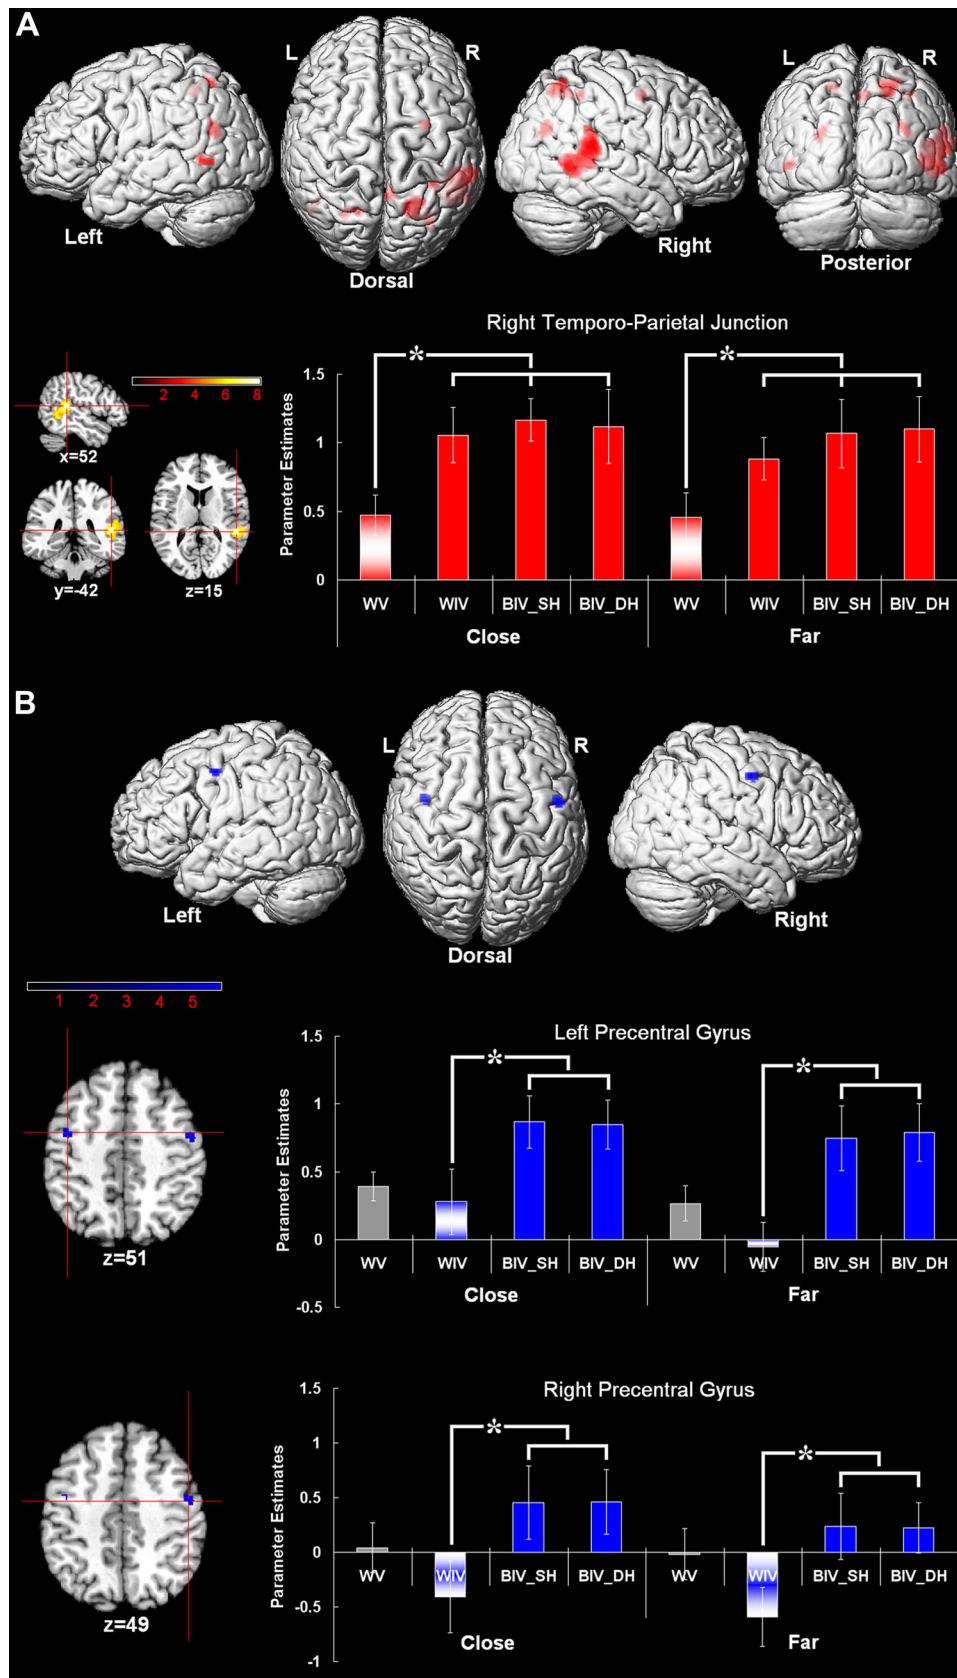 A
L R L R
Left Right
Dorsal Posterior
Right Temporo-Parietal Junction
2 4 6 8
x=52
y=-42 z=15
Parameter Estimates
1.5
1
0.5
0
WV WIV BIV_SH BIV_DH WV WIV BIV_SH BIV_DH
Close Far
B
L R
Left Right
Dorsal
1 2 3 4 5
z=51
Left Precentral Gyrus
Parameter Estimates
1.5
1
0.5
0
-0.5
WV WIV BIV_SH BIV_DH WV WIV BIV_SH BIV_DH
Close Far
z=49
Right Precentral Gyrus
Parameter Estimates
1.5
1
0.5
0
-0.5
-1
WV WIV BIV_SH BIV_DH WV WIV BIV_SH BIV_DH
Close Far